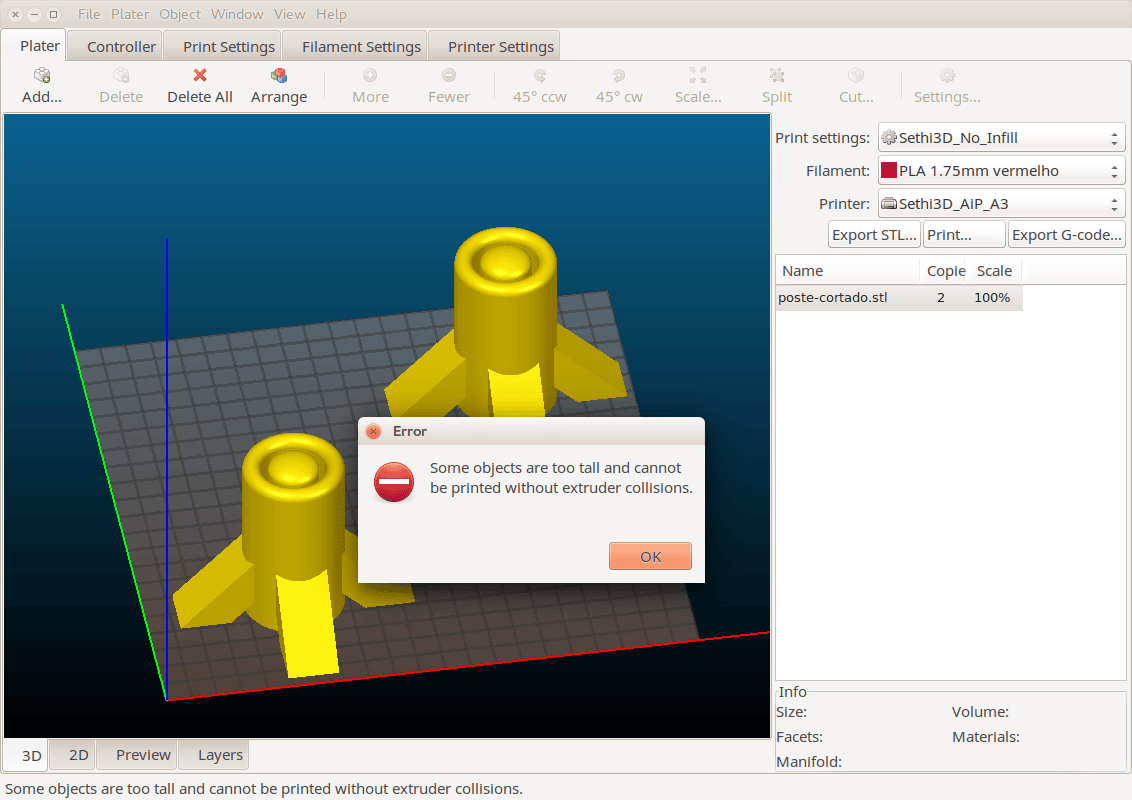 File Plater Object Window View Help
Plater Controller Print Settings Filament Settings Printer Settings
Add... Delete Delete All Arrange More Fewer 45° ccw 45° cw Scale... Split Cut... Settings...
Print settings: Sethi3D_No_Infill
Filament: PLA 1.75mm vermelho
Printer: Sethi3D_AiP_A3
Export STL... Print... Export G-code...
Name Copie Scale
poste-cortado.stl 2 100%
Error
Some objects are too tall and cannot
be printed without extruder collisions.
OK
Info
Size: Volume:
Facets: Materials:
Manifold:
3D 2D Preview Layers
Some objects are too tall and cannot be printed without extruder collisions.